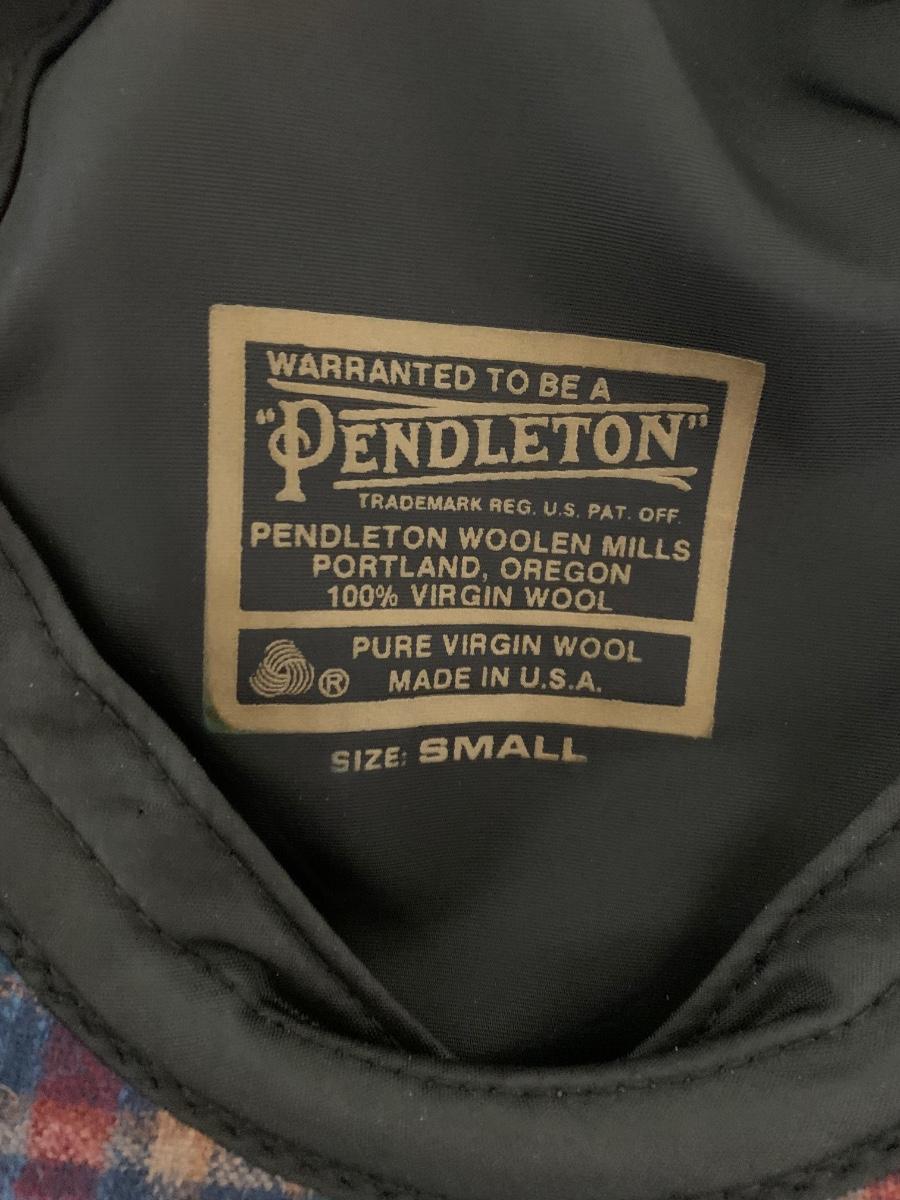 WARRANTED TO BE A
"PENDLETON"
TRADEMARK REG. U.S. PAT. OFF.
PENDLETON WOOLEN MILLS
PORTLAND, OREGON
100% VIRGIN WOOL
PURE VIRGIN WOOL
® MADE IN U.S.A.
SIZE: SMALL